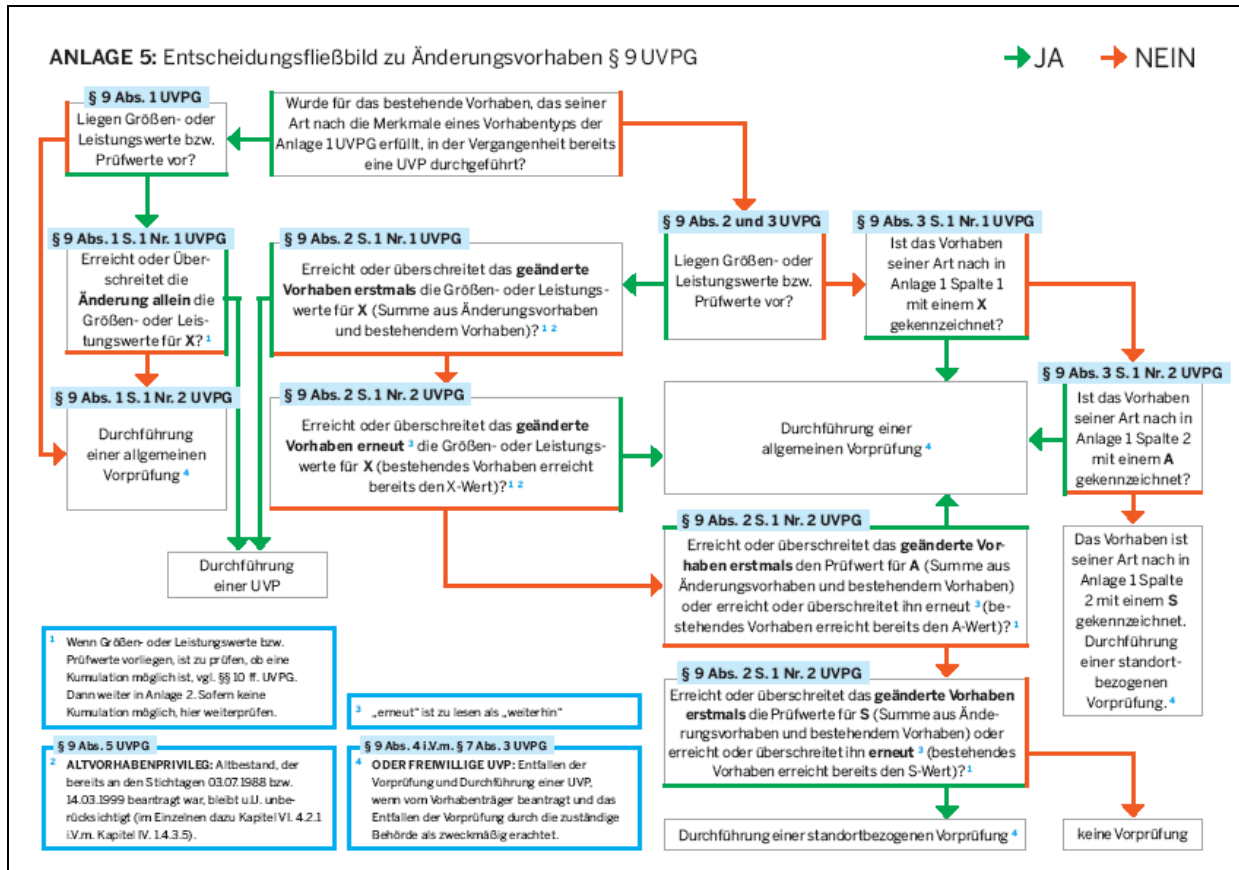 ANLAGE 5: Entscheidungsfließbild zu Änderungsvorhaben § 9 UVPG
JA
NEIN
§ 9 Abs. 1 UVPG
Liegen Größen- oder
Leistungswerte bzw.
Prüfwerte vor?
Wurde für das bestehende Vorhaben, das seiner
Art nach die Merkmale eines Vorhabentyps der
Anlage 1 UVPG erfüllt, in der Vergangenheit bereits
eine UVP durchgeführt?
§ 9 Abs. 1 S. 1 Nr. 1 UVPG
Erreicht oder Über-
schreitet die
Änderung allein die
Größen- oder Leis-
tungswerte für X? 1
§ 9 Abs. 2 S. 1 Nr. 1 UVPG
Erreicht oder überschreitet das geänderte
Vorhaben erstmals die Größen- oder Leistungs-
werte für X (Summe aus Änderungsvorhaben
und bestehendem Vorhaben)? 1 2
§ 9 Abs. 2 und 3 UVPG
Liegen Größen- oder
Leistungswerte bzw.
Prüfwerte vor?
§ 9 Abs. 3 S. 1 Nr. 1 UVPG
Ist das Vorhaben
seiner Art nach in
Anlage 1 Spalte 1
mit einem X
gekennzeichnet?
§ 9 Abs. 1 S. 1 Nr. 2 UVPG
Durchführung
einer allgemeinen
Vorprüfung 4
§ 9 Abs. 2 S. 1 Nr. 2 UVPG
Erreicht oder überschreitet das geänderte
Vorhaben erneut 3 die Größen- oder Leistungs-
werte für X (bestehendes Vorhaben erreicht
bereits den X-Wert)? 1 2
Durchführung einer
allgemeinen Vorprüfung 4
§ 9 Abs. 3 S. 1 Nr. 2 UVPG
Ist das Vorhaben
seiner Art nach in
Anlage 1 Spalte 2
mit einem A
gekennzeichnet?
Durchführung
einer UVP
§ 9 Abs. 2 S. 1 Nr. 2 UVPG
Erreicht oder überschreitet das geänderte Vor-
haben erstmals den Prüfwert für A (Summe aus
Änderungsvorhaben und bestehendem Vorhaben)
oder erreicht oder überschreitet ihn erneut 3 (be-
stehendes Vorhaben erreicht bereits den A-Wert)? 1
Das Vorhaben ist
seiner Art nach in
Anlage 1 Spalte
2 mit einem S
gekennzeichnet.
Durchführung
einer standort-
bezogenen
Vorprüfung. 4
§ 9 Abs. 2 S. 1 Nr. 2 UVPG
Erreicht oder überschreitet das geänderte Vorhaben
erstmals die Prüfwerte für S (Summe aus Ände-
rungsvorhaben und bestehendem Vorhaben) oder
erreicht oder überschreitet ihn erneut 3 (bestehendes
Vorhaben erreicht bereits den S-Wert)? 1
Durchführung einer standortbezogenen Vorprüfung 4
keine Vorprüfung
1 Wenn Größen- oder Leistungswerte bzw.
Prüfwerte vorliegen, ist zu prüfen, ob eine
Kumulation möglich ist, vgl. §§ 10 ff. UVPG.
Dann weiter in Anlage 2. Sofern keine
Kumulation möglich, hier weiterprüfen.
3 „erneut“ ist zu lesen als „weiterhin“
§ 9 Abs. 5 UVPG
2 ALTVORHABENPRIVILEG: Altbestand, der
bereits an den Stichtagen 03.07.1988 bzw.
14.03.1999 beantragt war, bleibt u.U. unbe-
rücksichtigt (im Einzelnen dazu Kapitel VI. 4.2.1
i.V.m. Kapitel IV. 1.4.3.5).
§ 9 Abs. 4 i.V.m. § 7 Abs. 3 UVPG
4 ODER FREIWILLIGE UVP: Entfallen der
Vorprüfung und Durchführung einer UVP,
wenn vom Vorhabenträger beantragt und das
Entfallen der Vorprüfung durch die zuständige
Behörde als zweckmäßig erachtet.